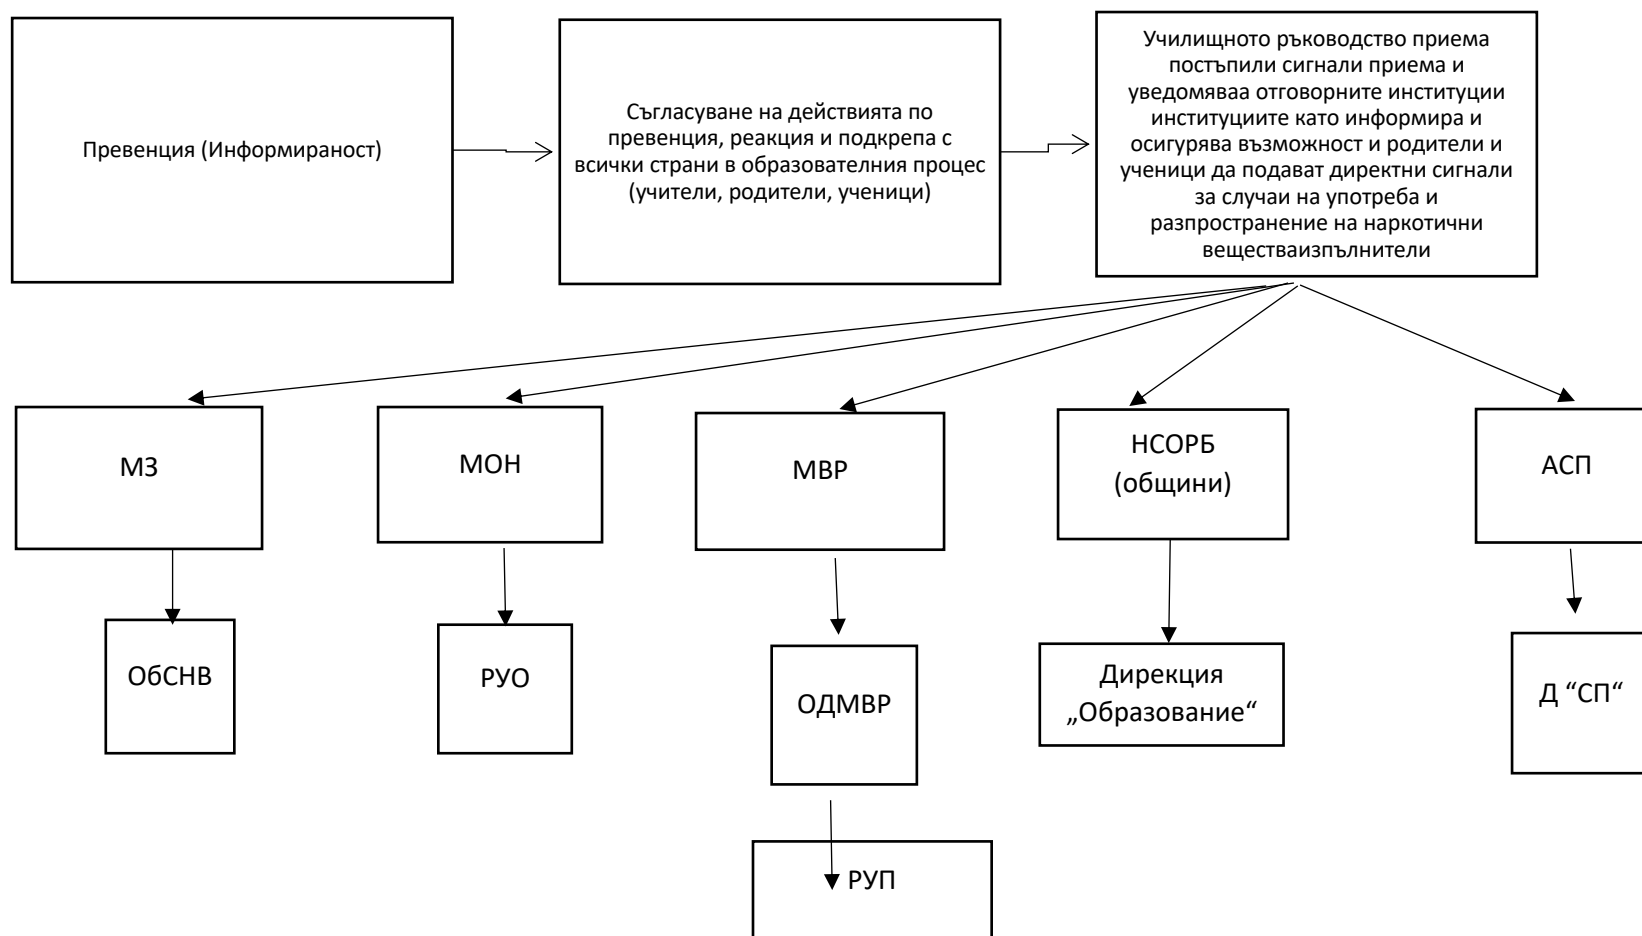 Превенция (Информираност)
Съгласуване на действията по
превенция, реакция и подкрепа с
всички страни в образователния процес
(учители, родители, ученици)
Училищното ръководство приема
постъпили сигнали приема и
уведомяваа отговорните институции
институциите като информира и
осигурява възможност и родители и
ученици да подават директни сигнали
за случаи на употреба и
разпространение на наркотични
веществаизпълнители
МЗ
МОН
МВР
НСОРБ
(общини)
АСП
ОбСНВ
РУО
ОДМВР
Дирекция
„Образование“
Д “СП“
РУП